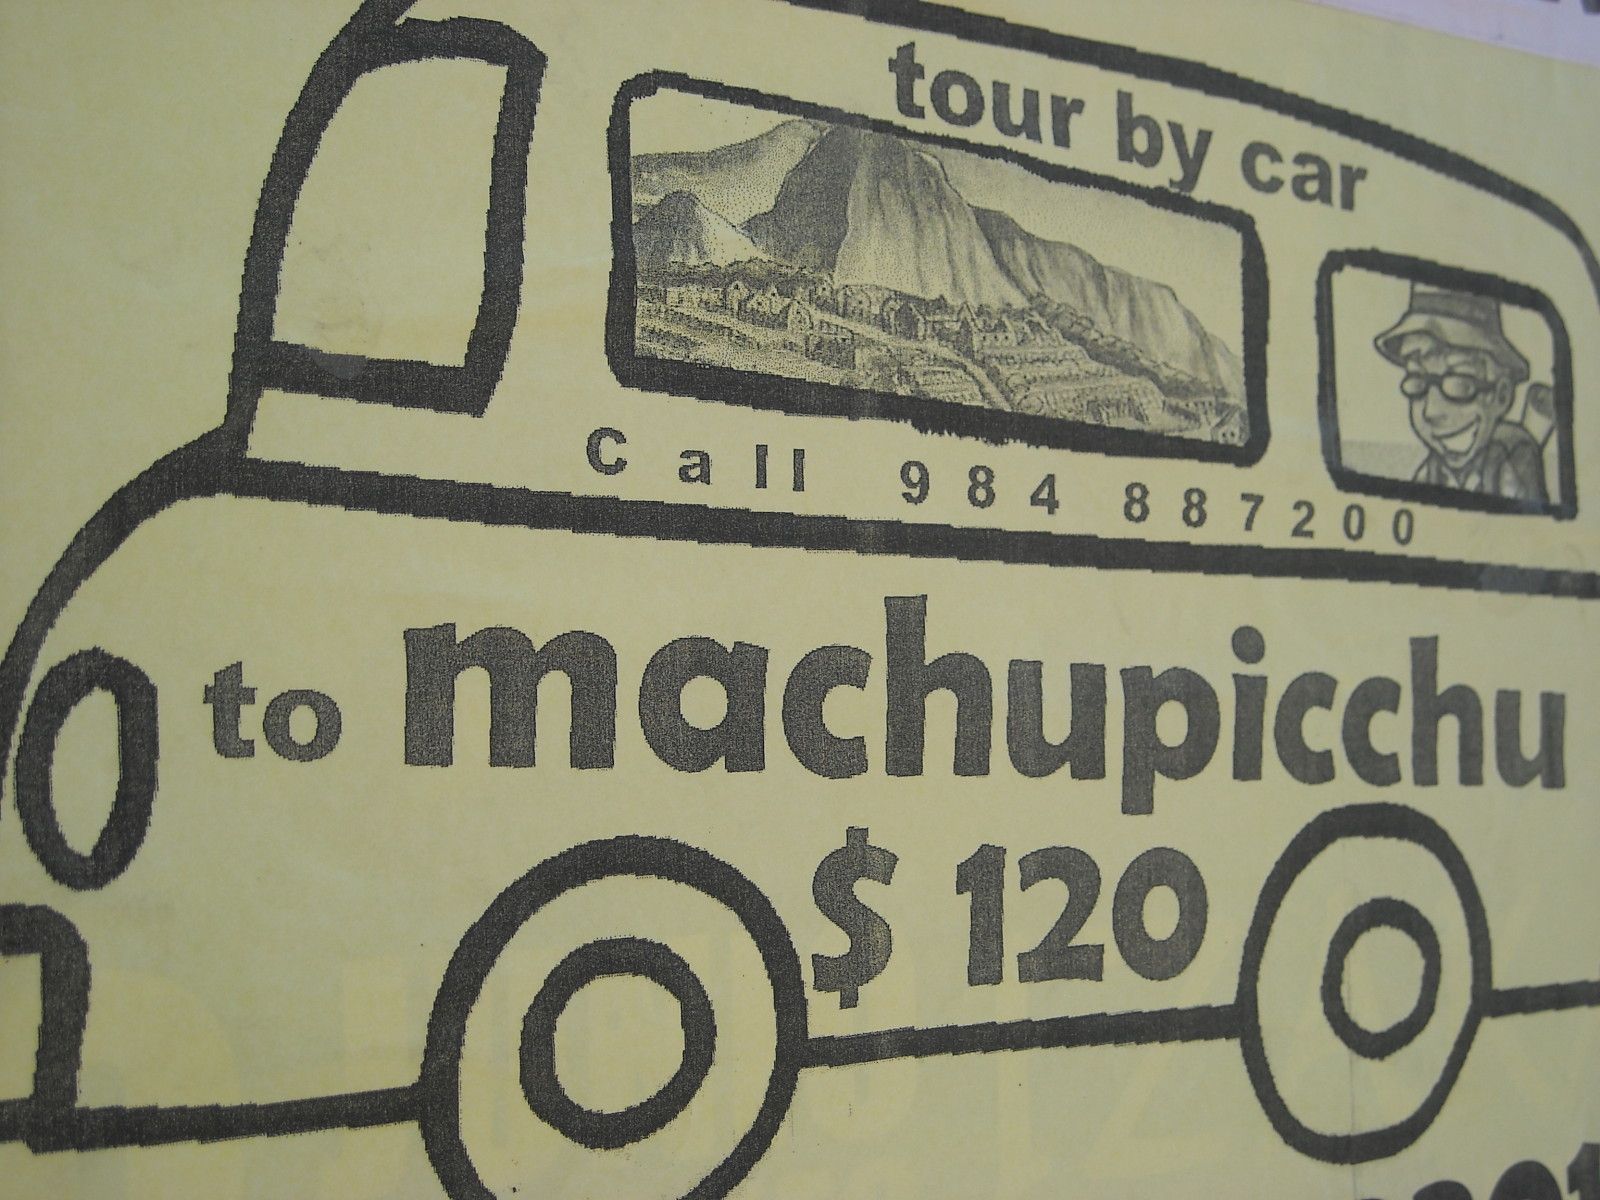 tour by car
Call 984 887200
to machupicchu
$ 120